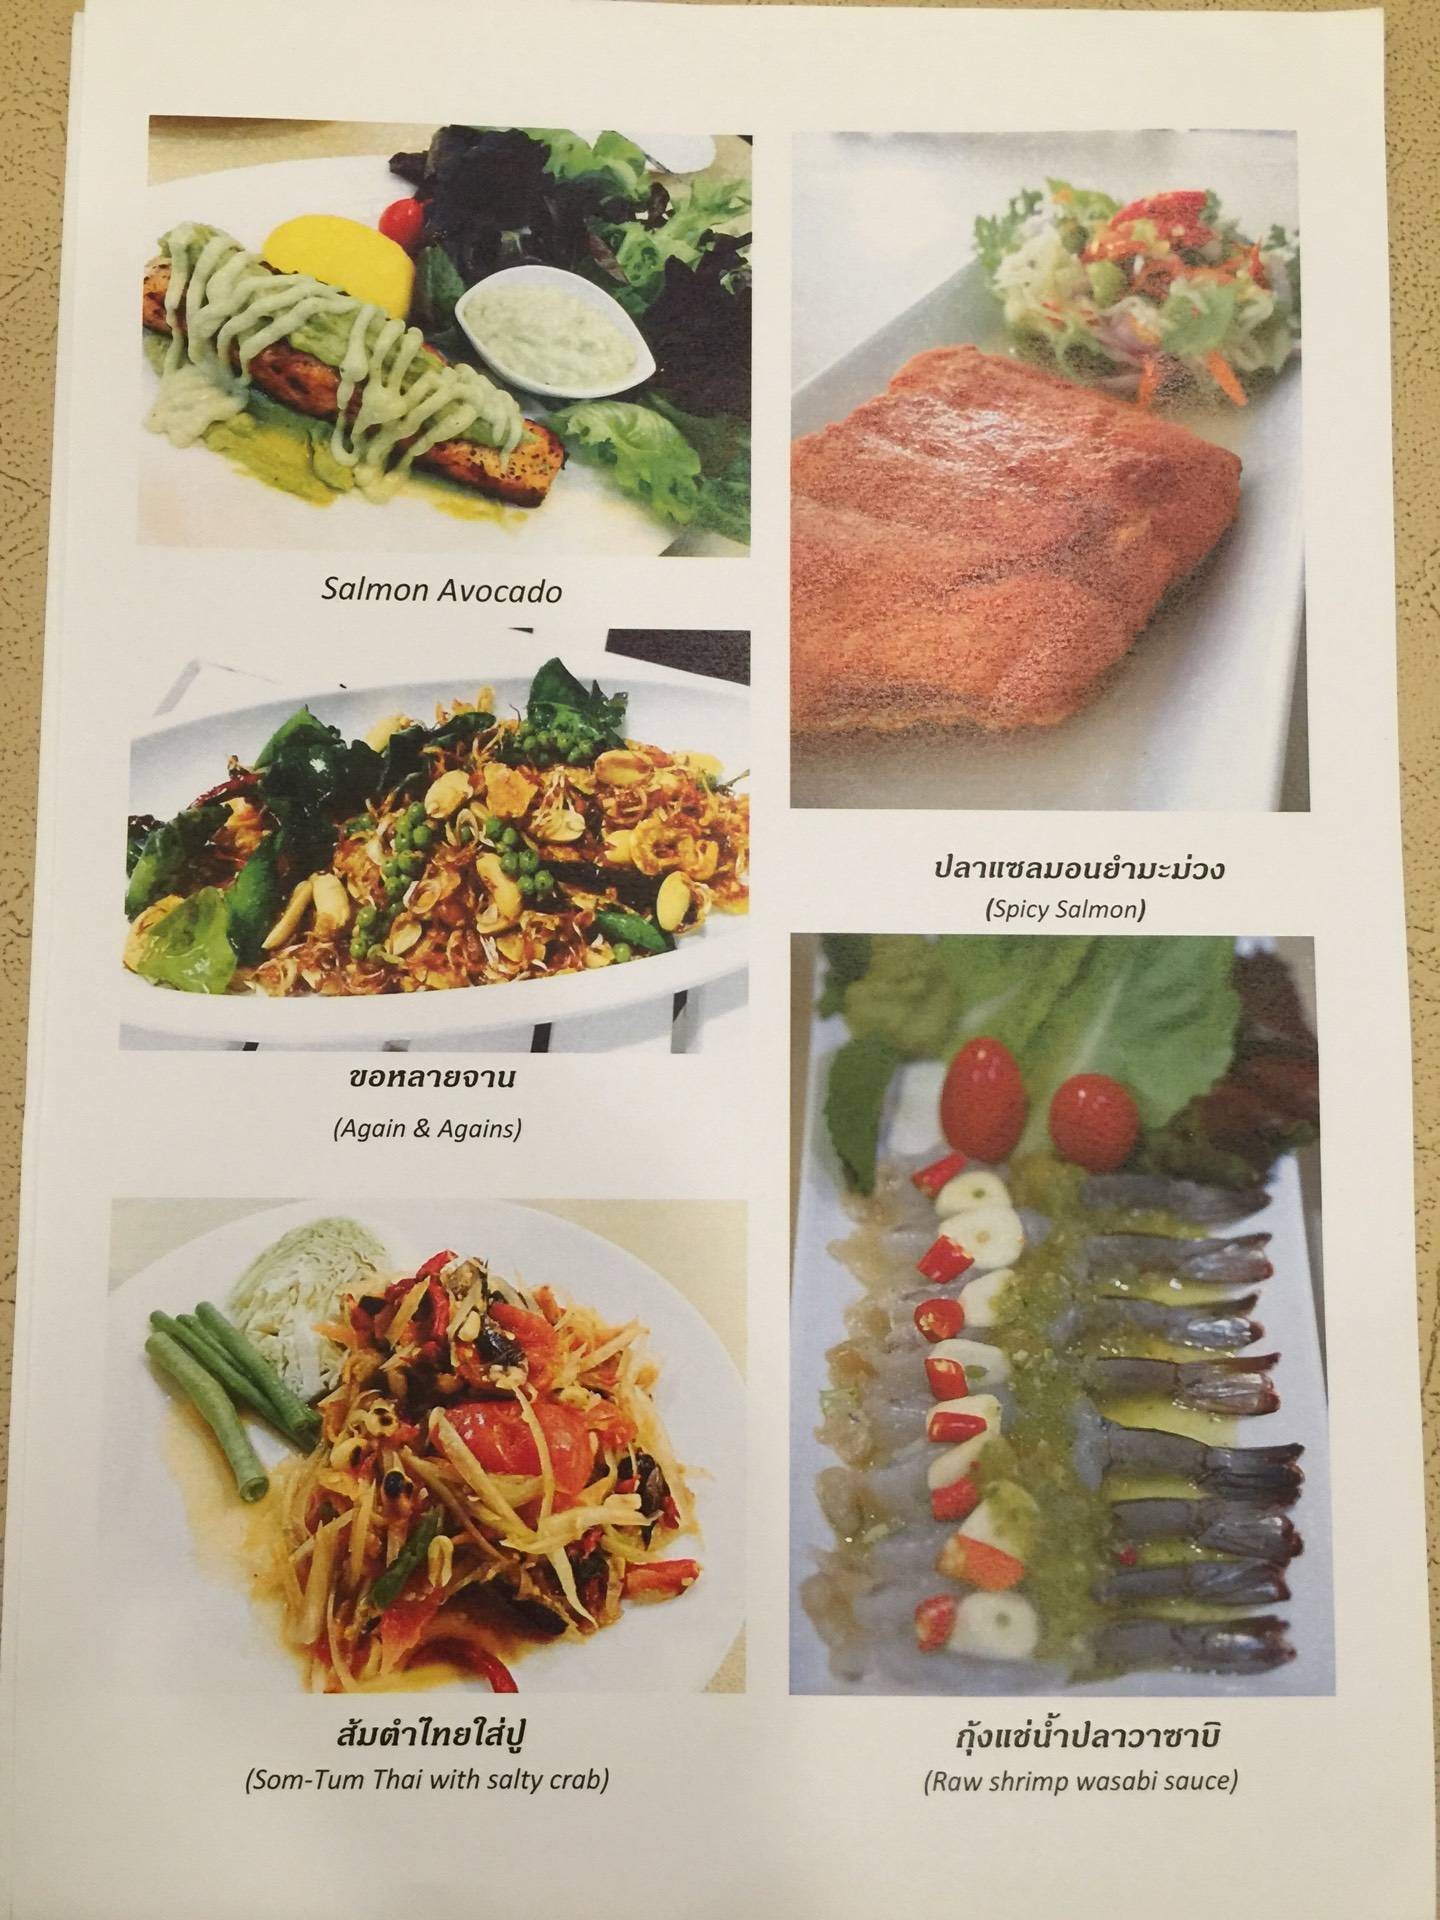 Salmon Avocado
ขอหลายจาน
(Again & Agains)
ส้มตำไทยใส่ปู
(Som-Tum Thai with salty crab)
ปลาแซลมอนยำมะม่วง
(Spicy Salmon)
กุ้งแช่น้ำปลาวาซาบิ
(Raw shrimp wasabi sauce)